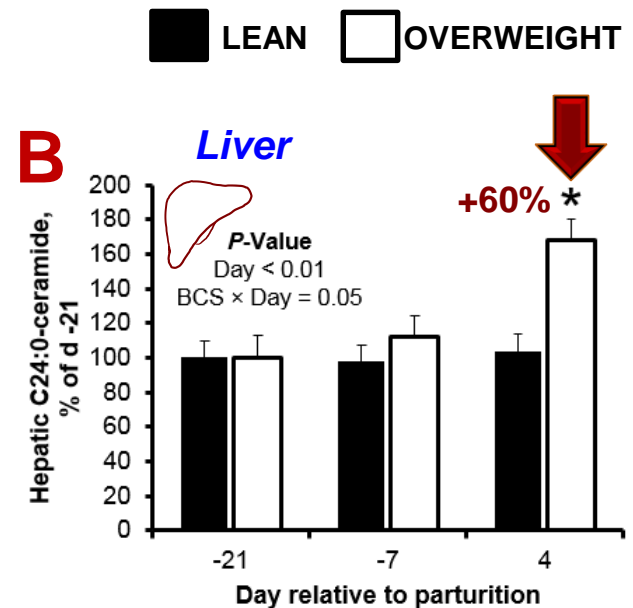 LEAN OVERWEIGHT
B
Liver
+60% *
P-Value
Day < 0.01
BCS × Day = 0.05
Hepatic C24:0-ceramide,
% of d -21
200
180
160
140
120
100
80
60
40
20
0
-21 -7 4
Day relative to parturition